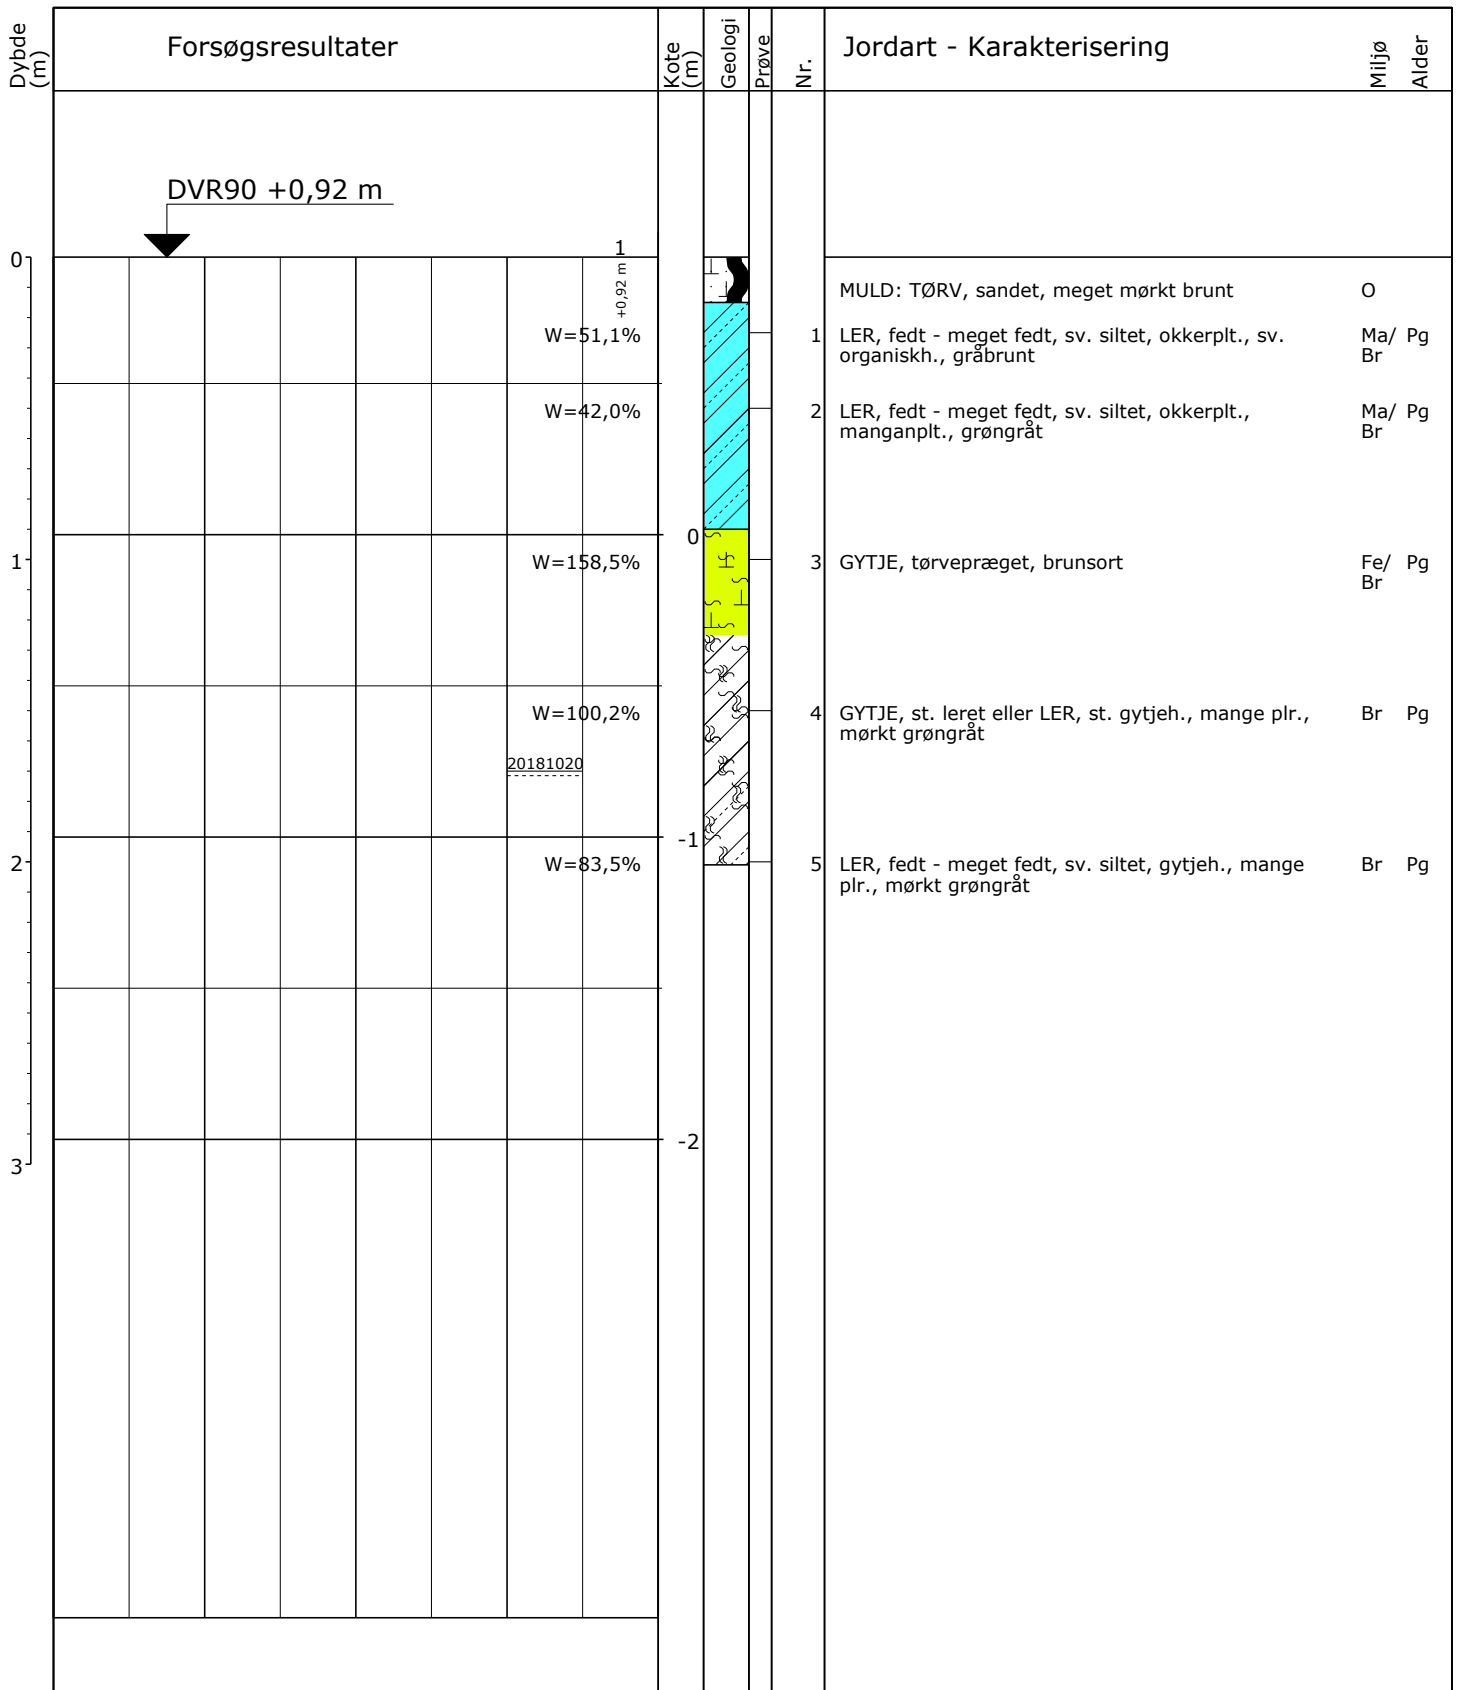 Dybde (m)
Forsøgsresultater
Kote (m)
Geologi
Prøve
Nr.
Jordart - Karakterisering
Miljø
Alder
DVR90 +0,92 m
1
+0,92 m
0
MULD: TØRV, sandet, meget mørkt brunt O
W=51,1% 1 LER, fedt - meget fedt, sv. siltet, okkerplt., sv. Ma/ Pg
organiskh., gråbrunt Br
W=42,0% 2 LER, fedt - meget fedt, sv. siltet, okkerplt., Ma/ Pg
manganplt., grøngråt Br
0
1 W=158,5% 3 GYTJE, tørvepræget, brunsort Fe/ Pg
Br
W=100,2% 4 GYTJE, st. leret eller LER, st. gytjeh., mange plr., Br Pg
mørkt grøngråt
20181020
-1
2 W=83,5% 5 LER, fedt - meget fedt, sv. siltet, gytjeh., mange Br Pg
plr., mørkt grøngråt
-2
3